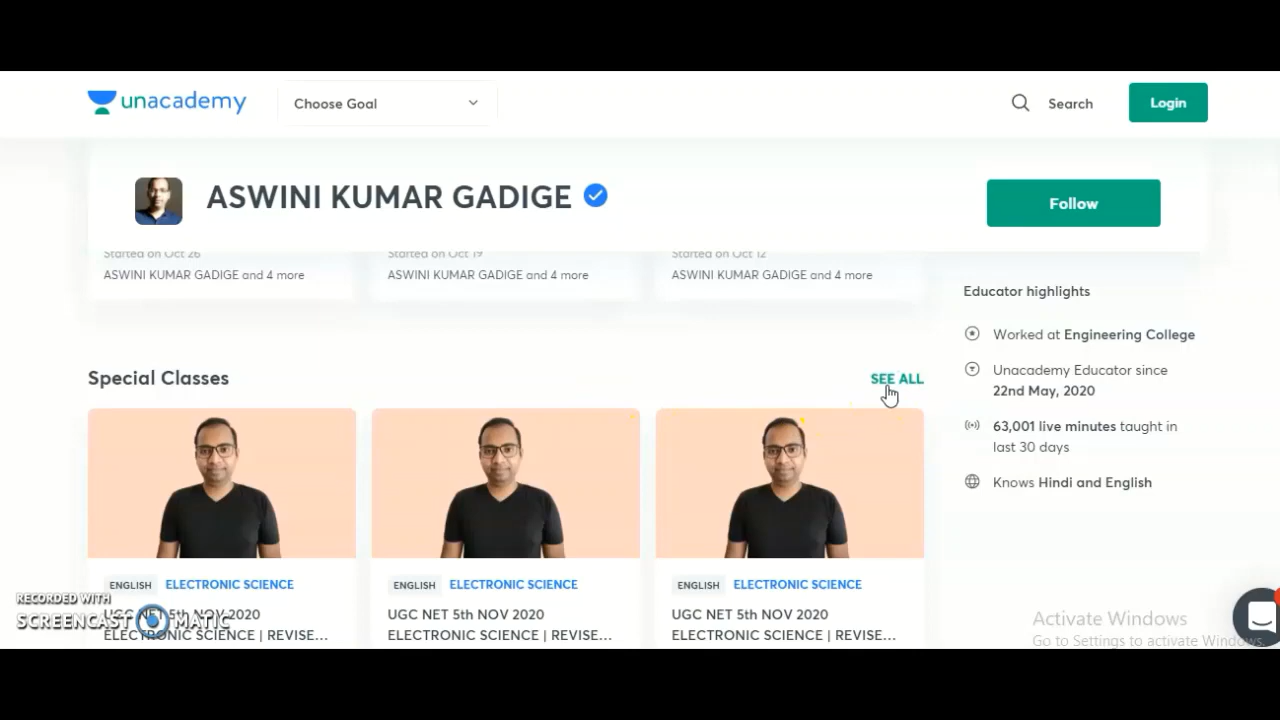 unacademy
Choose Goal
Search
Login
ASWINI KUMAR GADIGE
Follow
Started on Oct 26
Started on Oct 19
Started on Oct 12
ASWINI KUMAR GADIGE and 4 more
ASWINI KUMAR GADIGE and 4 more
ASWINI KUMAR GADIGE and 4 more
Educator highlights
Worked at Engineering College
Unacademy Educator since
22nd May, 2020
63,001 live minutes taught in
last 30 days
Knows Hindi and English
Special Classes
SEE ALL
ENGLISH ELECTRONIC SCIENCE
UGC NET 5th NOV 2020
ELECTRONIC SCIENCE | REVISE...
ENGLISH ELECTRONIC SCIENCE
UGC NET 5th NOV 2020
ELECTRONIC SCIENCE | REVISE...
ENGLISH ELECTRONIC SCIENCE
UGC NET 5th NOV 2020
ELECTRONIC SCIENCE | REVISE...
RECORDED WITH
SCREENCAST MATIC
Activate Windows
Go to Settings to activate Windows.